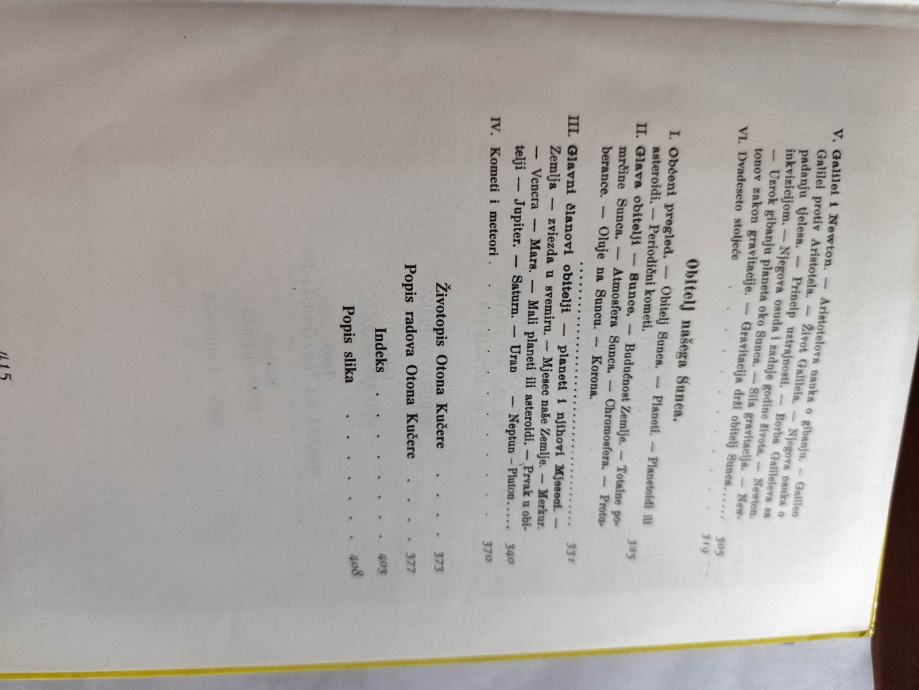 V. Galilei i Newton. — Aristotelova nauka o gibanju. — Galileo
Galilei protiv Aristotela. — Život Galileia. — Njegova nauka o
padanju tjelesa. — Princip uztrajnosti. — Borba Galileieva sa
inkvizicijom. — Njegova osuda i zadnje godine života. — Newton.
— Uzrok gibanju planeta oko Sunca. — Sila gravitacija. — New-
tonov zakon gravitacije. — Gravitacija drži obitelj Sunca...... 305
VI. Dvadeseto stoljeće . . . . . . . . 319
Obitelj našega Sunca.
I. Obćeni pregled. — Obitelj Sunca. — Planeti. — Planetoidi ili
asteroidi. — Periodični kometi. 325
II. Glava obitelji — Sunce. — Budućnost Zemlje. — Totalne po-
mrčine Sunca. — Atmosfera Sunca. — Chromosfera. — Protu-
berance. — Oluje na Suncu. — Korona. 331
III. Glavni članovi obitelji — planeti i njihovi Mjeseci. —
Zemlja — zviezda u svemiru. — Mjesec naše Zemlje. — Merkur.
— Venera — Mars. — Mali planeti ili asteroidi. — Prvak u obi-
telji — Jupiter. — Saturn. — Uran — Neptun – Pluton..... 340
IV. Kometi i meteori . . . . . . . . 370
Životopis Otona Kučere . . . . 373
Popis radova Otona Kučere . . . 377
Indeks . . . . . . . 403
Popis slika . . . . . . . 408
415